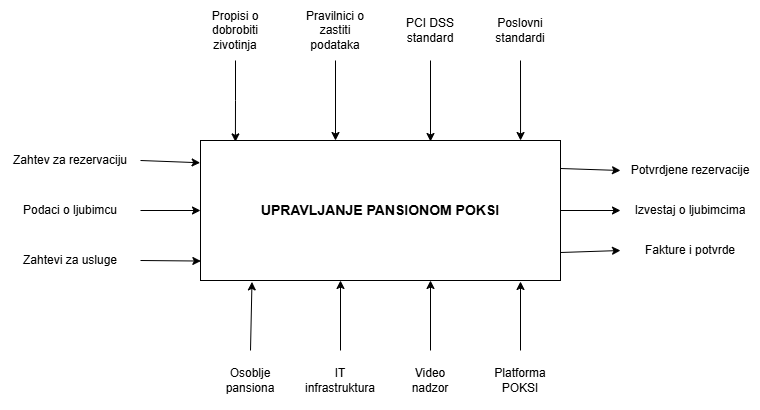 Propisi o
dobrobiti
zivotinja
Pravilnici o
zastiti
podataka
PCI DSS
standard
Poslovni
standardi
Zahtev za rezervaciju
Podaci o ljubimcu
Zahtevi za usluge
UPRAVLJANJE PANSIONOM POKSI
Potvrdjene rezervacije
Izvestaj o ljubimcima
Fakture i potvrde
Osoblje
pansiona
IT
infrastruktura
Video
nadzor
Platforma
POKSI